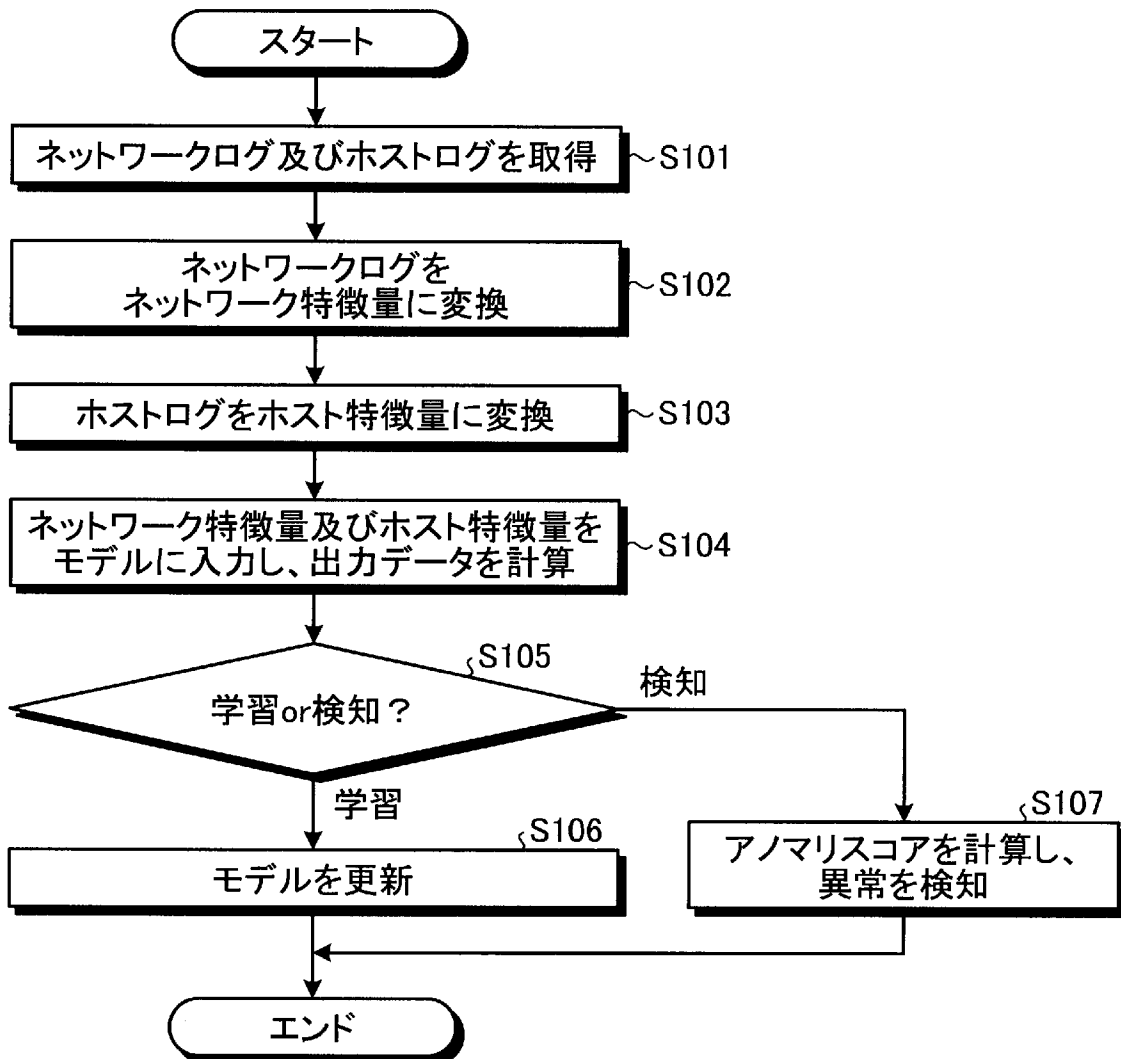 スタート
ネットワークログ及びホストログを取得
S101
ネットワークログを
ネットワーク特徴量に変換
S102
ホストログをホスト特徴量に変換
S103
ネットワーク特徴量及びホスト特徴量を
モデルに入力し、出力データを計算
S104
S105
学習or検知？
検知
学習
S106
モデルを更新
S107
アノマリスコアを計算し、
異常を検知
エンド